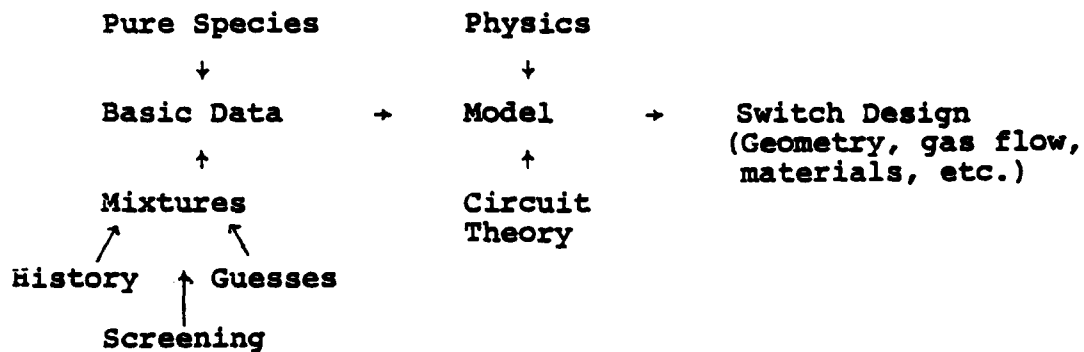 Pure Species Physics
↓ ↓
Basic Data → Model → Switch Design
(Geometry, gas flow,
↑ ↑ materials, etc.)
Mixtures Circuit
Theory
History Guesses
Screening